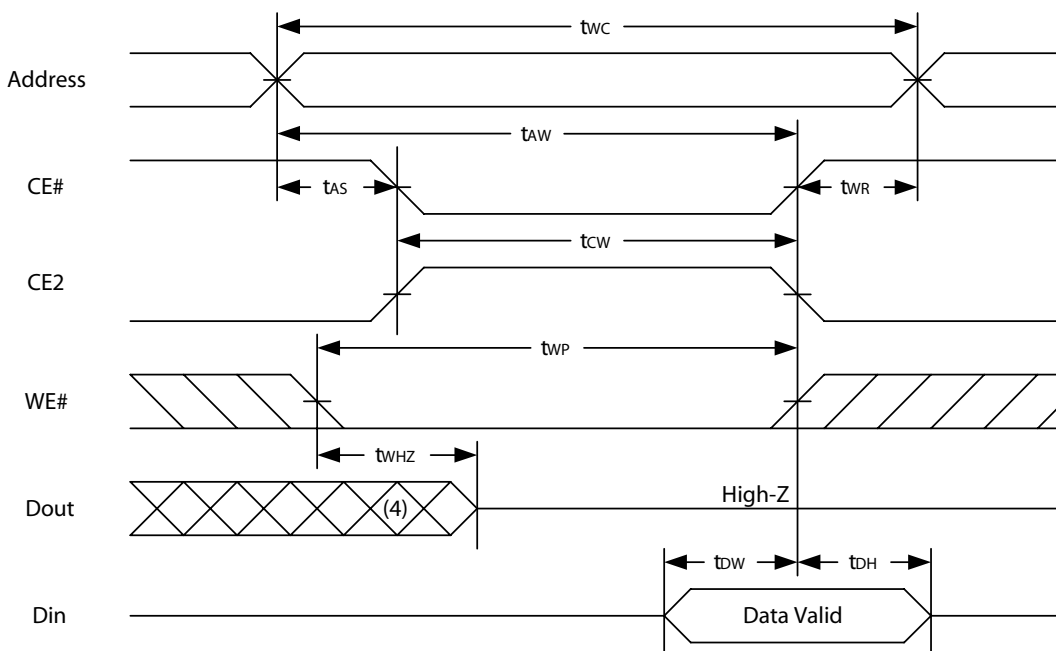 tWC
Address
tAW
CE#
tAS
tWR
tCW
CE2
tWP
WE#
tWHZ
High-Z
Dout
(4)
tDW
tDH
Din
Data Valid